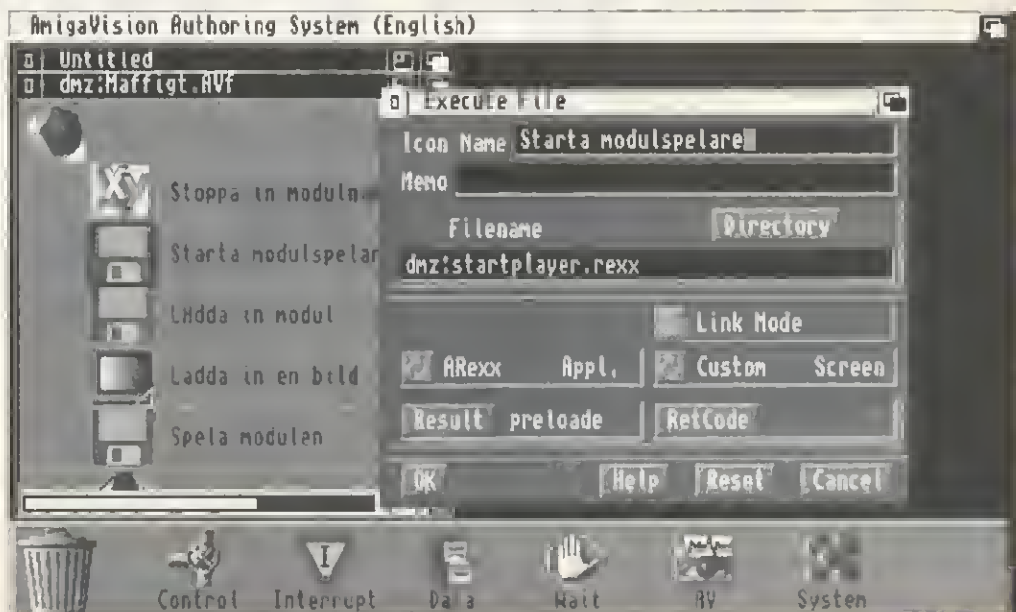 AmigaVision Authoring System (English)
Untitled
dmz:Maffigt.AVf
Execute File
Icon Name Starta modulspelare
Memo
Filename Directory
dmz:startplayer.rexx
Link Mode
ARexx Appl. Custom Screen
Result preloade RetCode
OK Help Reset Cancel
Stoppa in moduln
Starta modulspelar
Ladda in modul
Ladda in en bild
Spela modulen
Control Interrupt Data Wait AV System
XY
I